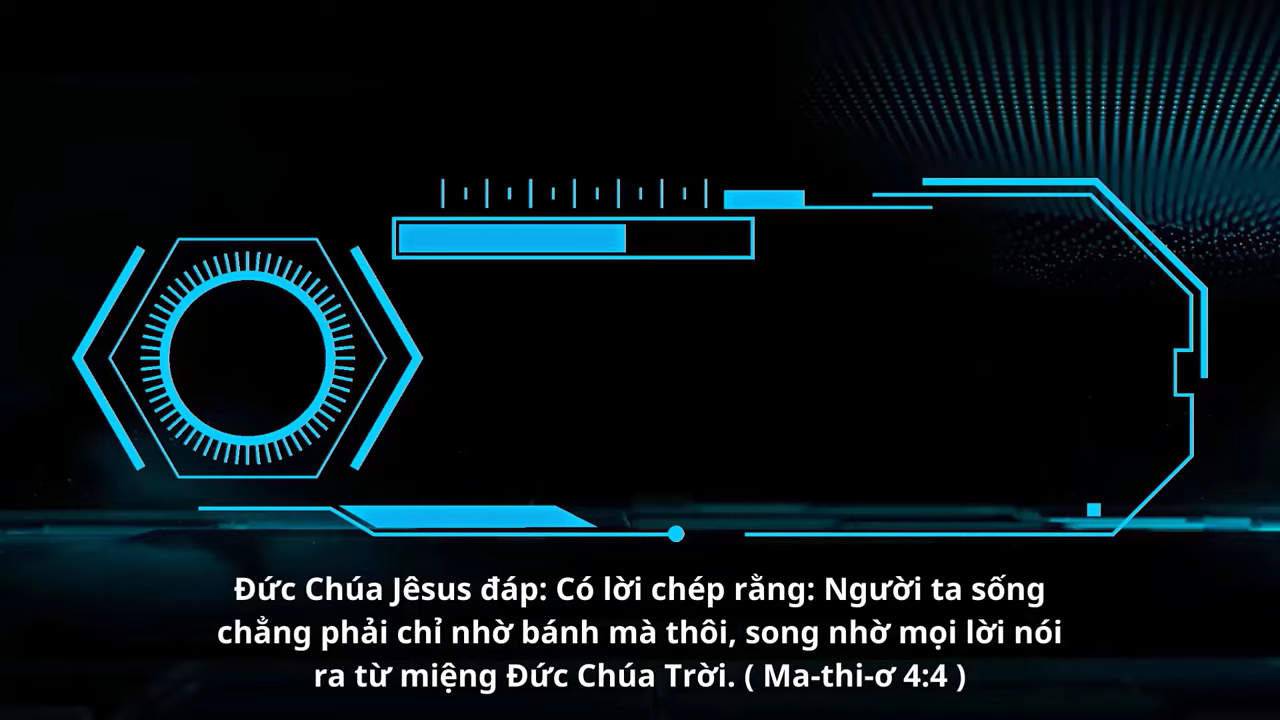 Đức Chúa Jêsus đáp: Có lời chép rằng: Người ta sống
chẳng phải chỉ nhờ bánh mà thôi, song nhờ mọi lời nói
ra từ miệng Đức Chúa Trời. ( Ma-thi-ơ 4:4 )